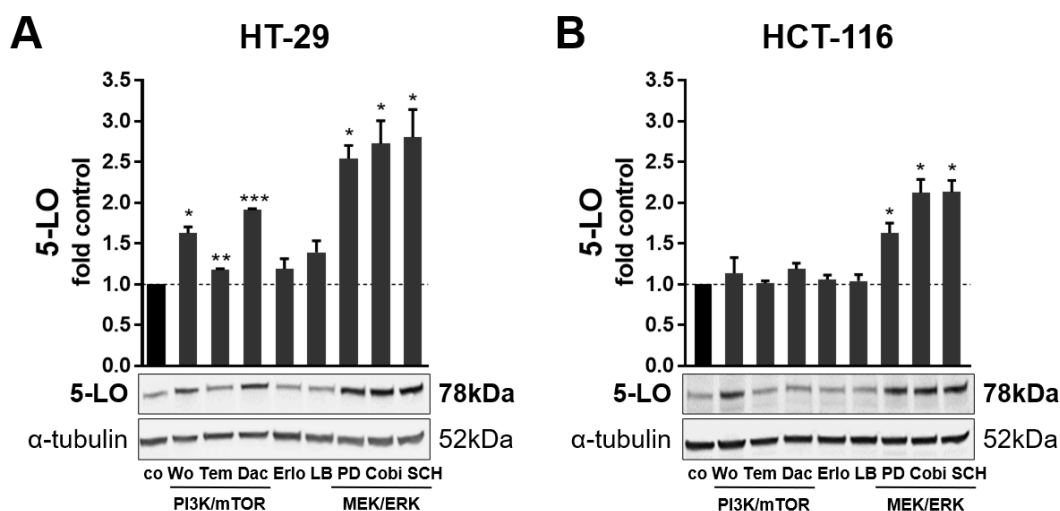 A
HT-29
5-LO
fold control
3.5
3.0
2.5
2.0
1.5
1.0
0.5
0.0
* ** *** * * *
5-LO 78kDa
α-tubulin 52kDa
co Wo Tem Dac Erlo LB PD Cobi SCH
PI3K/mTOR MEK/ERK
B
HCT-116
5-LO
fold control
3.5
3.0
2.5
2.0
1.5
1.0
0.5
0.0
* * *
5-LO 78kDa
α-tubulin 52kDa
co Wo Tem Dac Erlo LB PD Cobi SCH
PI3K/mTOR MEK/ERK